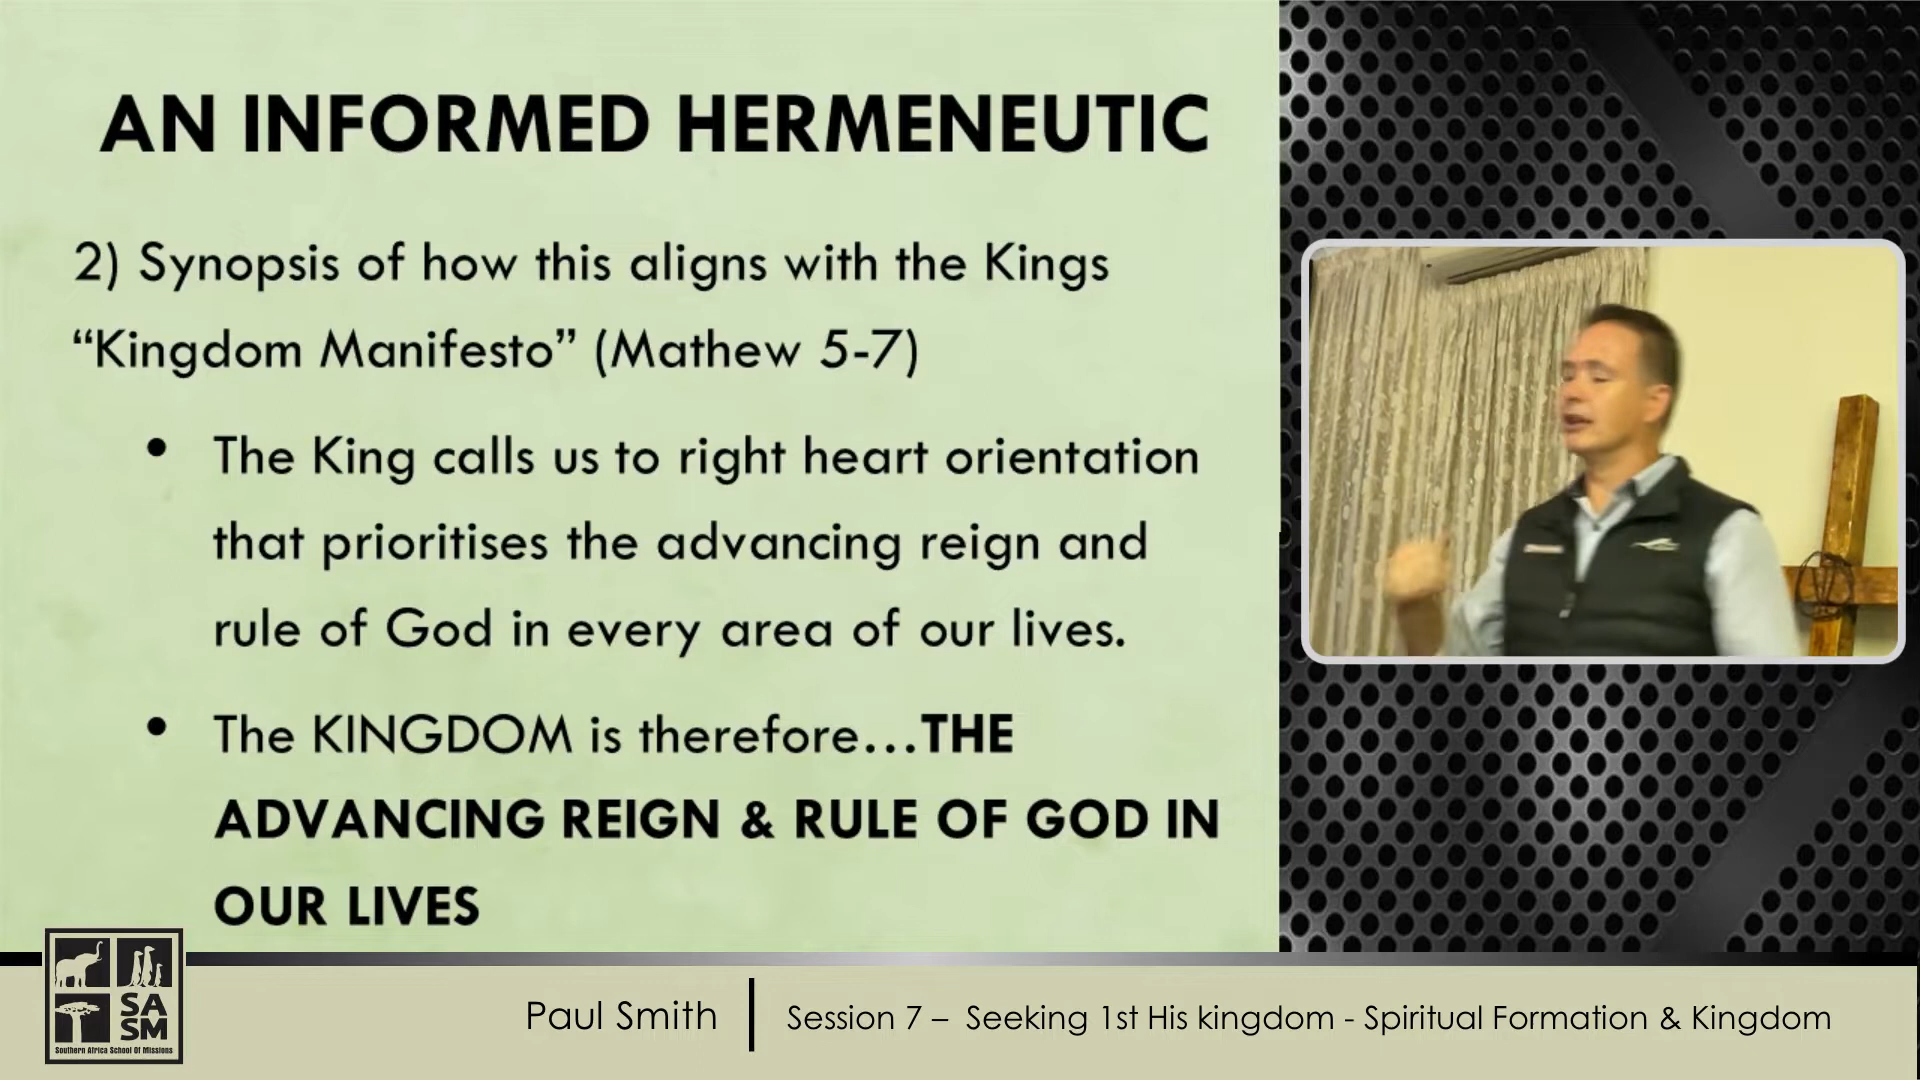 AN INFORMED HERMENEUTIC
2) Synopsis of how this aligns with the Kings
“Kingdom Manifesto” (Mathew 5-7)
• The King calls us to right heart orientation
that prioritises the advancing reign and
rule of God in every area of our lives.
• The KINGDOM is therefore…THE
ADVANCING REIGN & RULE OF GOD IN
OUR LIVES
SA
SM
Southern Africa School Of Missions
Paul Smith
Session 7 – Seeking 1st His kingdom - Spiritual Formation & Kingdom